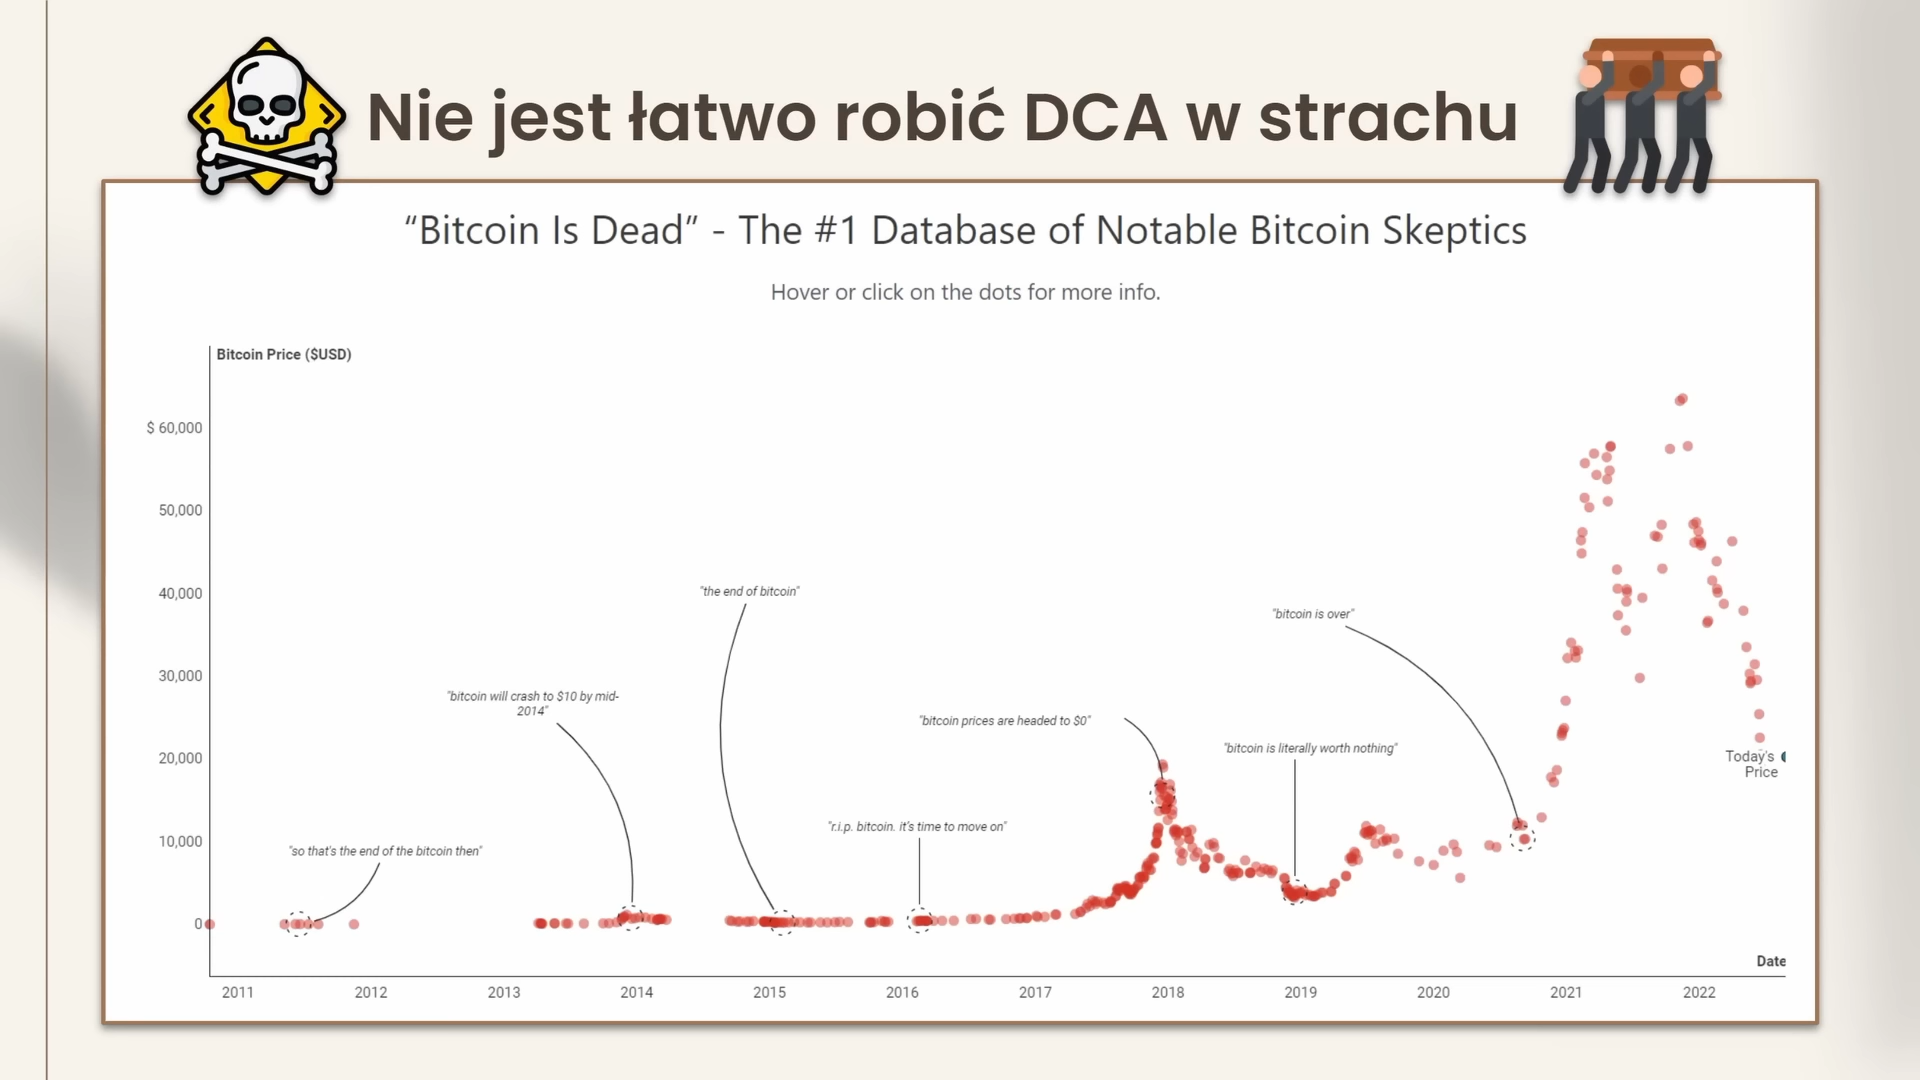 Nie jest łatwo robić DCA w strachu
“Bitcoin Is Dead” - The #1 Database of Notable Bitcoin Skeptics
Hover or click on the dots for more info.
Bitcoin Price ($USD)
$ 60,000
50,000
40,000
30,000
20,000
10,000
0
"so that's the end of the bitcoin then"
"bitcoin will crash to $10 by mid-
2014"
"the end of bitcoin"
"r.i.p. bitcoin. it's time to move on"
"bitcoin prices are headed to $0"
"bitcoin is literally worth nothing"
"bitcoin is over"
Today's
Price
Date
2011
2012
2013
2014
2015
2016
2017
2018
2019
2020
2021
2022